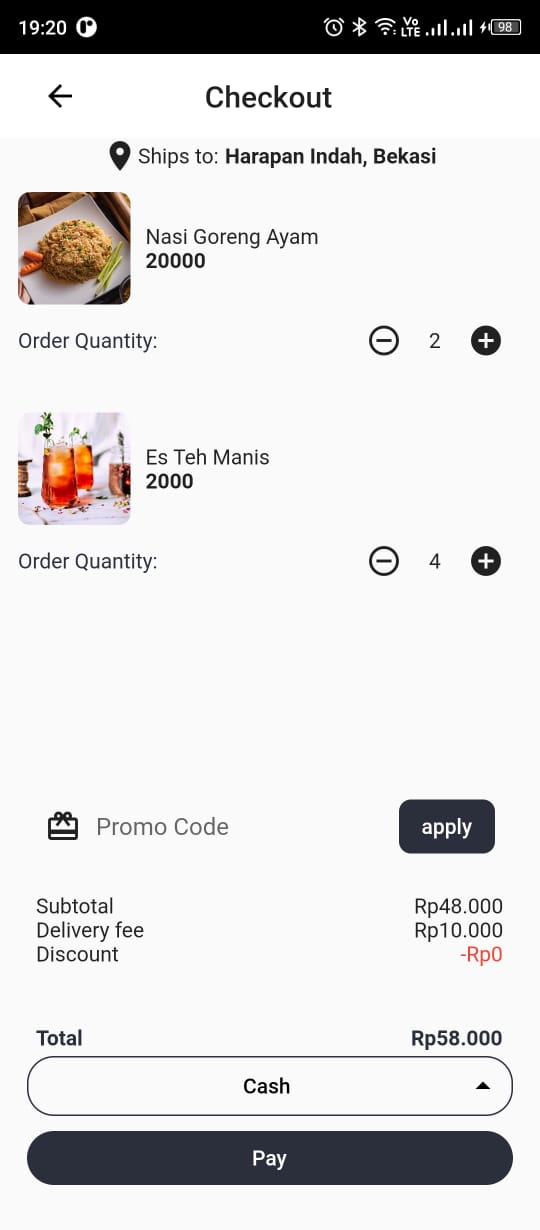 19:20
Vo
LTE
98
Checkout
Ships to: Harapan Indah, Bekasi
Nasi Goreng Ayam
20000
Order Quantity: 2
Es Teh Manis
2000
Order Quantity: 4
Promo Code apply
Subtotal Rp48.000
Delivery fee Rp10.000
Discount -Rp0
Total Rp58.000
Cash
Pay